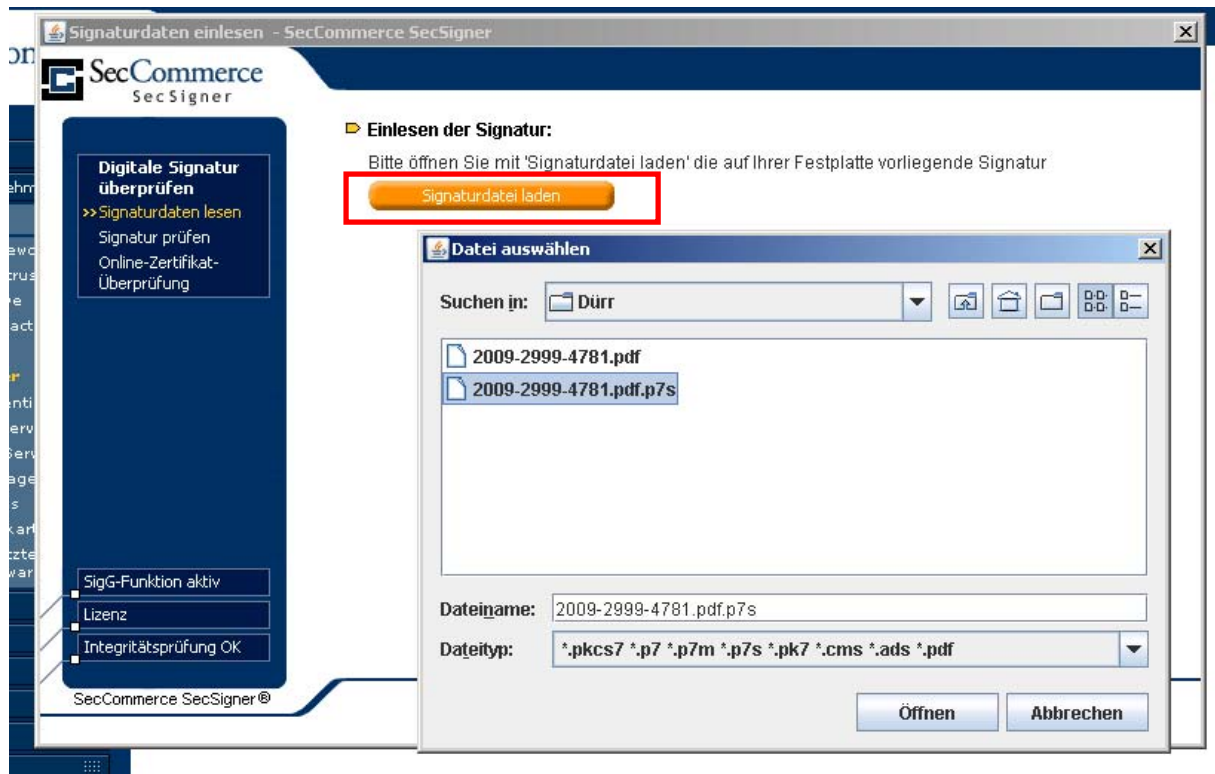 Signaturdaten einlesen - SecCommerce SecSigner
SecCommerce
SecSigner
Digitale Signatur
überprüfen
>>Signaturdaten lesen
Signatur prüfen
Online-Zertifikat-
Überprüfung
SigG-Funktion aktiv
Lizenz
Integritätsprüfung OK
SecCommerce SecSigner®
Einlesen der Signatur:
Bitte öffnen Sie mit 'Signaturdatei laden' die auf Ihrer Festplatte vorliegende Signatur
Signaturdatei laden
Datei auswählen
Suchen in: Dürr
2009-2999-4781.pdf
2009-2999-4781.pdf.p7s
Dateiname: 2009-2999-4781.pdf.p7s
Dateityp: *.pkcs7 *.p7 *.p7m *.p7s *.pk7 *.cms *.ads *.pdf
Öffnen Abbrechen